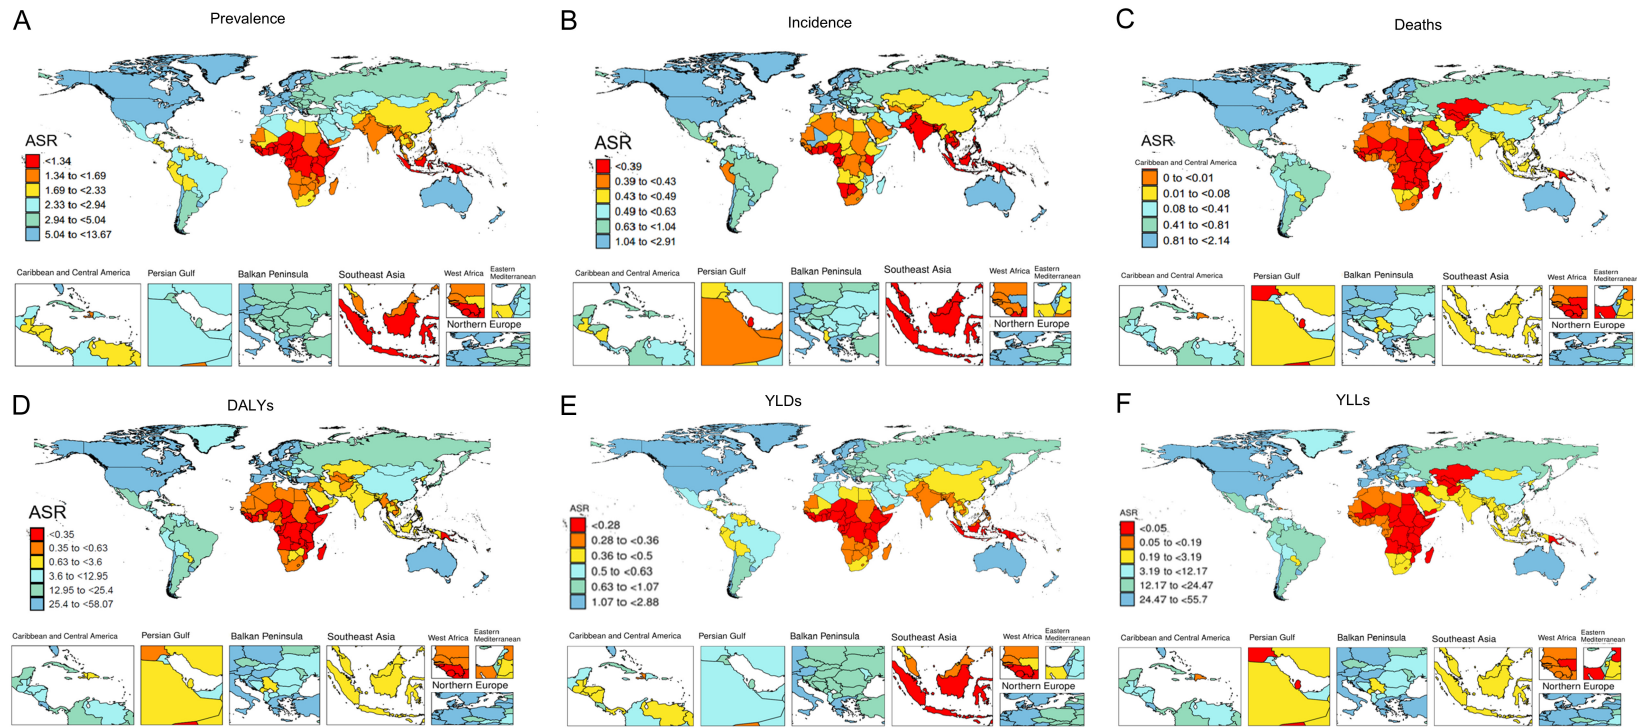 A
Prevalence
ASR
<1.34
1.34 to <1.69
1.69 to <2.33
2.33 to <2.94
2.94 to <5.04
5.04 to <13.67
Caribbean and Central America
Persian Gulf
Balkan Peninsula
Southeast Asia
West Africa
Eastern
Mediterranean
Northern Europe
B
Incidence
ASR
<0.39
0.39 to <0.43
0.43 to <0.49
0.49 to <0.63
0.63 to <1.04
1.04 to <2.91
Caribbean and Central America
Persian Gulf
Balkan Peninsula
Southeast Asia
West Africa
Eastern
Mediterranean
Northern Europe
C
Deaths
ASR
Caribbean and Central America
0 to <0.01
0.01 to <0.08
0.08 to <0.41
0.41 to <0.81
0.81 to <2.14
Caribbean and Central America
Persian Gulf
Balkan Peninsula
Southeast Asia
West Africa
Eastern
Mediterranean
Northern Europe
D
DALYs
ASR
<0.35
0.35 to <0.63
0.63 to <3.6
3.6 to <12.95
12.95 to <25.4
25.4 to <58.07
Caribbean and Central America
Persian Gulf
Balkan Peninsula
Southeast Asia
West Africa
Eastern
Mediterranean
Northern Europe
E
YLDs
ASR
<0.28
0.28 to <0.36
0.36 to <0.5
0.5 to <0.63
0.63 to <1.07
1.07 to <2.88
Caribbean and Central America
Persian Gulf
Balkan Peninsula
Southeast Asia
West Africa
Eastern
Mediterranean
Northern Europe
F
YLLs
ASR
<0.05
0.05 to <0.19
0.19 to <3.19
3.19 to <12.17
12.17 to <24.47
24.47 to <55.7
Caribbean and Central America
Persian Gulf
Balkan Peninsula
Southeast Asia
West Africa
Eastern
Mediterranean
Northern Europe